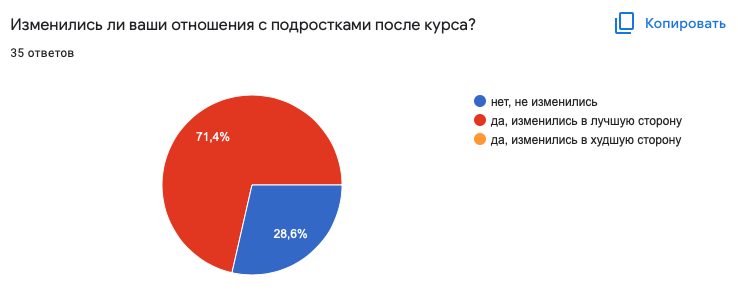 Изменились ли ваши отношения с подростками после курса?
Копировать
35 ответов
нет, не изменились
да, изменились в лучшую сторону
да, изменились в худшую сторону
71,4%
28,6%